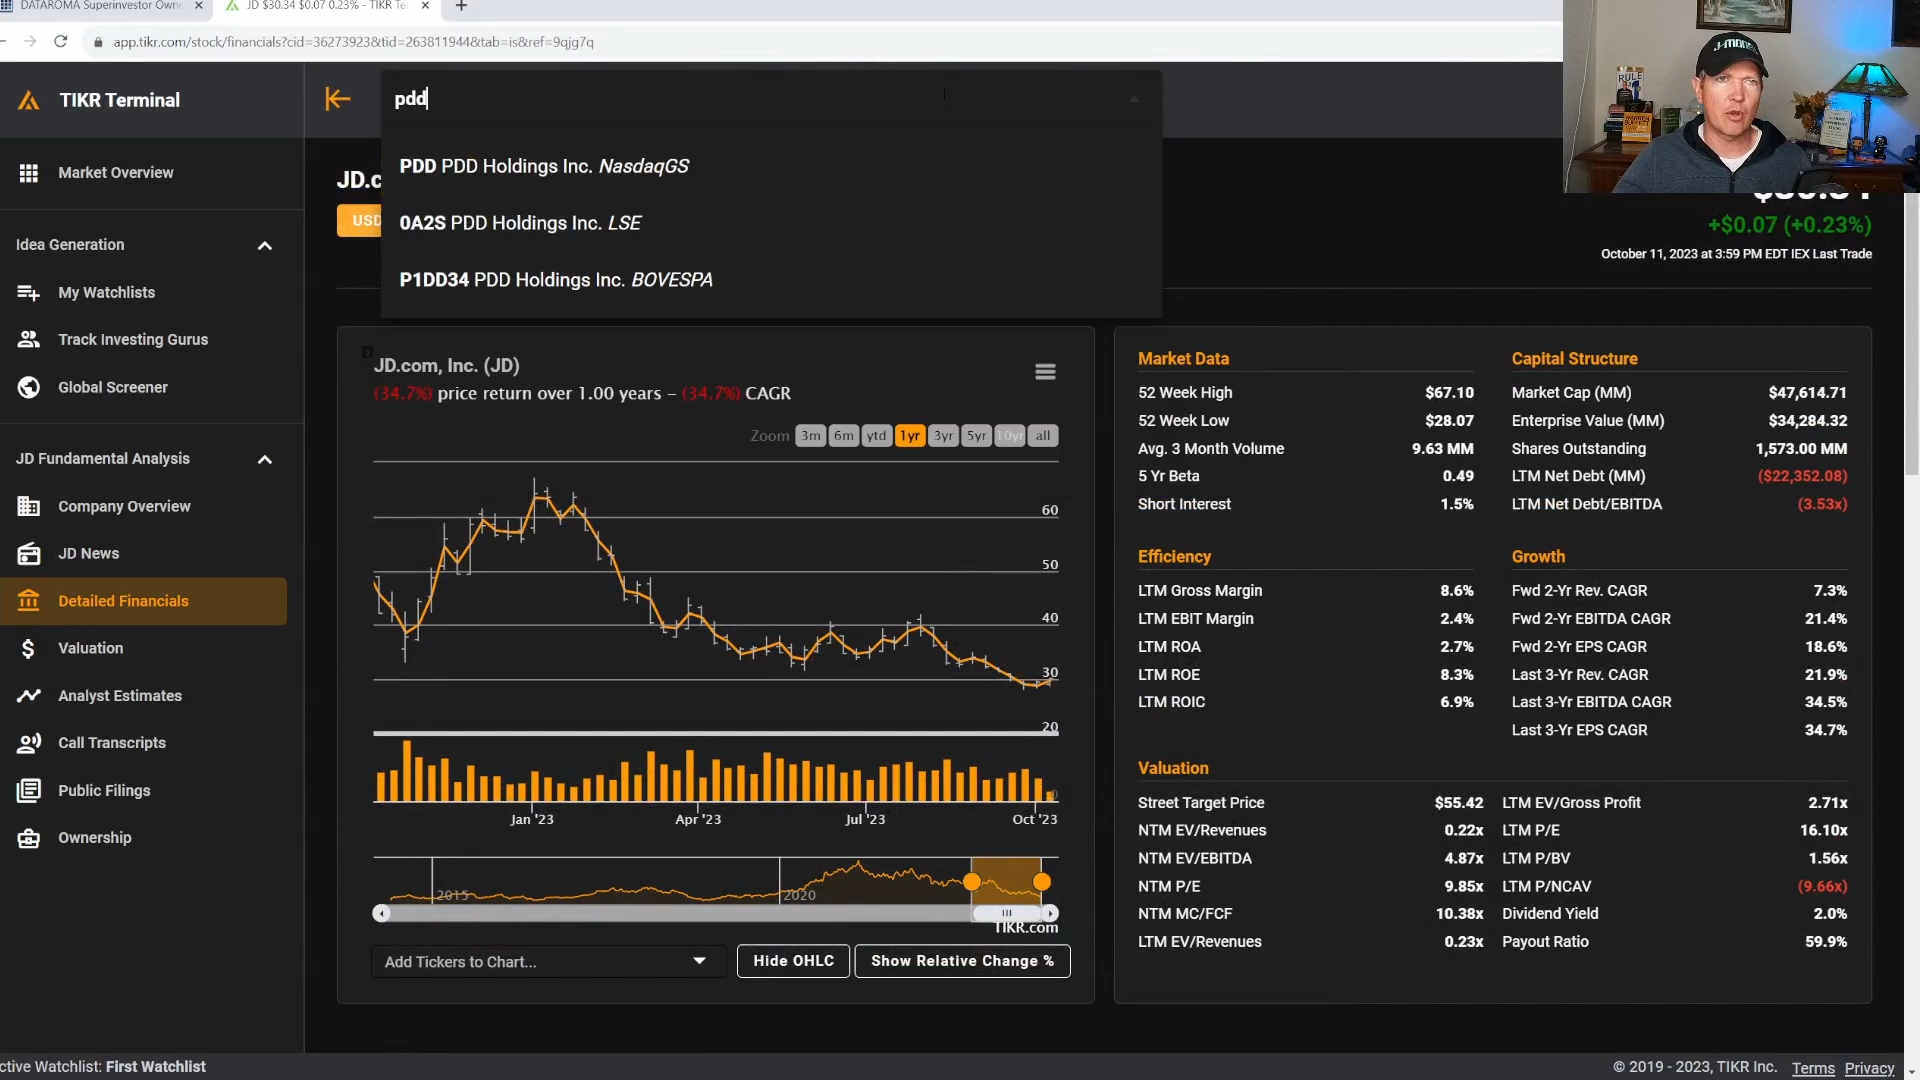 DATAROMA Superinvestor Own
JD $30.34 $0.07 0.23% - TIKR Te
app.tikr.com/stock/financials?cid=36273923&tid=263811944&tab=is&ref=9qjg7q
TIKR Terminal
pdd
PDD PDD Holdings Inc. NasdaqGS
0A2S PDD Holdings Inc. LSE
P1DD34 PDD Holdings Inc. BOVESPA
JD.c
USD
+$0.07 (+0.23%)
October 11, 2023 at 3:59 PM EDT IEX Last Trade
J-MONEY
RULE
WARREN BUFFETT
Market Overview
Idea Generation
My Watchlists
Track Investing Gurus
Global Screener
JD Fundamental Analysis
Company Overview
JD News
Detailed Financials
Valuation
Analyst Estimates
Call Transcripts
Public Filings
Ownership
JD.com, Inc. (JD)
(34.7%) price return over 1.00 years – (34.7%) CAGR
Zoom 3m 6m ytd 1yr 3yr 5yr 10yr all
60
50
40
30
20
0
Jan '23 Apr '23 Jul '23 Oct '23
2015 2020
TIKR.com
Add Tickers to Chart...
Hide OHLC
Show Relative Change %
Market Data
52 Week High $67.10
52 Week Low $28.07
Avg. 3 Month Volume 9.63 MM
5 Yr Beta 0.49
Short Interest 1.5%
Capital Structure
Market Cap (MM) $47,614.71
Enterprise Value (MM) $34,284.32
Shares Outstanding 1,573.00 MM
LTM Net Debt (MM) ($22,352.08)
LTM Net Debt/EBITDA (3.53x)
Efficiency
LTM Gross Margin 8.6%
LTM EBIT Margin 2.4%
LTM ROA 2.7%
LTM ROE 8.3%
LTM ROIC 6.9%
Growth
Fwd 2-Yr Rev. CAGR 7.3%
Fwd 2-Yr EBITDA CAGR 21.4%
Fwd 2-Yr EPS CAGR 18.6%
Last 3-Yr Rev. CAGR 21.9%
Last 3-Yr EBITDA CAGR 34.5%
Last 3-Yr EPS CAGR 34.7%
Valuation
Street Target Price $55.42
NTM EV/Revenues 0.22x
NTM EV/EBITDA 4.87x
NTM P/E 9.85x
NTM MC/FCF 10.38x
LTM EV/Revenues 0.23x
LTM EV/Gross Profit 2.71x
LTM P/E 16.10x
LTM P/BV 1.56x
LTM P/NCAV (9.66x)
Dividend Yield 2.0%
Payout Ratio 59.9%
ctive Watchlist: First Watchlist
© 2019 - 2023, TIKR Inc. Terms Privacy